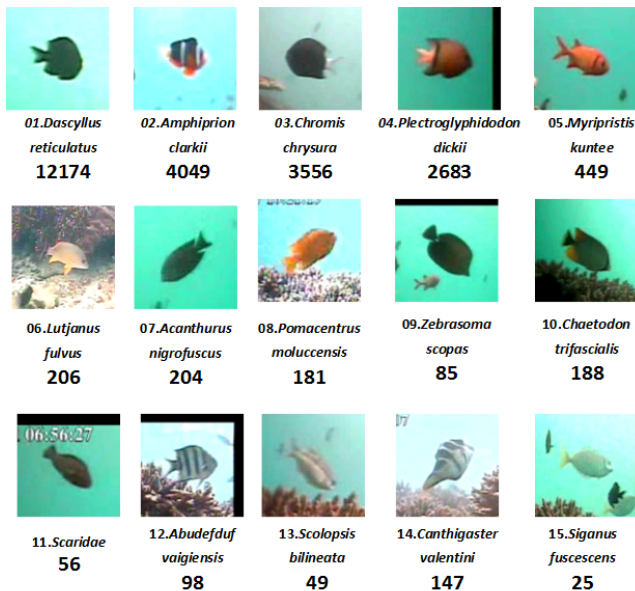 01.Dascyllus
reticulatus
12174
02.Amphiprion
clarkii
4049
03.Chromis
chrysura
3556
04.Plectroglyphidodon
dickii
2683
05.Myripristis
kuntee
449
06.Lutjanus
fulvus
206
07.Acanthurus
nigrofuscus
204
08.Pomacentrus
moluccensis
181
09.Zebrasoma
scopas
85
10.Chaetodon
trifascialis
188
06:56:27
11.Scaridae
56
12.Abudefduf
vaigiensis
98
13.Scolopsis
bilineata
49
14.Canthigaster
valentini
147
15.Siganus
fuscescens
25